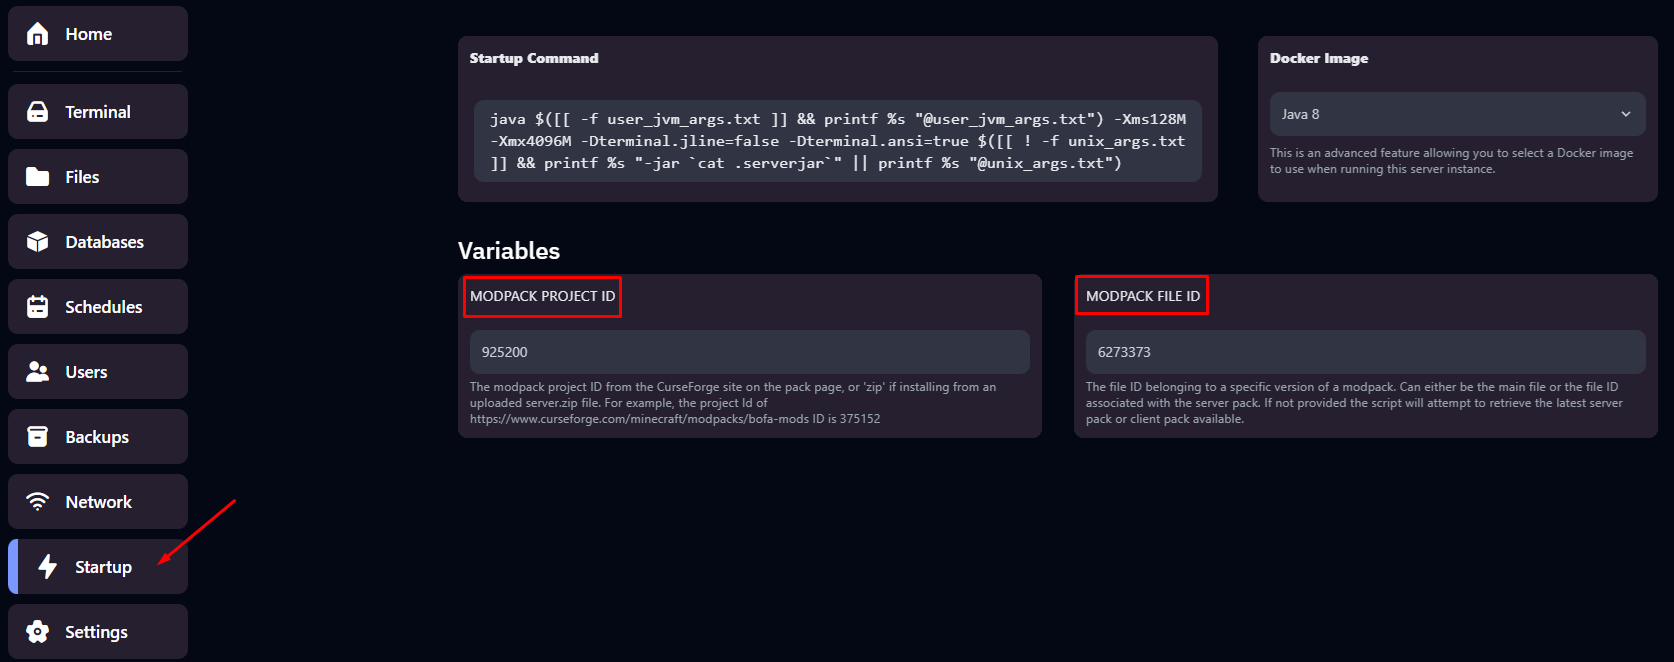 Home
Terminal
Files
Databases
Schedules
Users
Backups
Network
Startup
Settings
Startup Command
java $([[ -f user_jvm_args.txt ]] && printf %s "@user_jvm_args.txt") -Xms128M
-Xmx4096M -Dterminal.jline=false -Dterminal.ansi=true $([[ ! -f unix_args.txt
]] && printf %s "-jar `cat .serverjar`" || printf %s "@unix_args.txt")
Docker Image
Java 8
This is an advanced feature allowing you to select a Docker image
to use when running this server instance.
Variables
MODPACK PROJECT ID
925200
The modpack project ID from the CurseForge site on the pack page, or 'zip' if installing from an
uploaded server.zip file. For example, the project Id of
https://www.curseforge.com/minecraft/modpacks/bofa-mods ID is 375152
MODPACK FILE ID
6273373
The file ID belonging to a specific version of a modpack. Can either be the main file or the file ID
associated with the server pack. If not provided the script will attempt to retrieve the latest server
pack or client pack available.